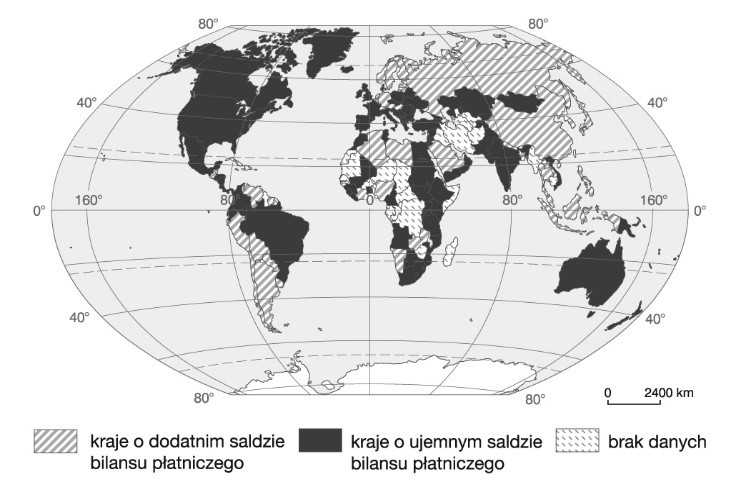 80° 80°
40° 40°
0° 160° 80 0 80° 160° 0°
40° 40°
80° 80°
0 2400 km
kraje o dodatnim saldzie
bilansu płatniczego
kraje o ujemnym saldzie
bilansu płatniczego
brak danych